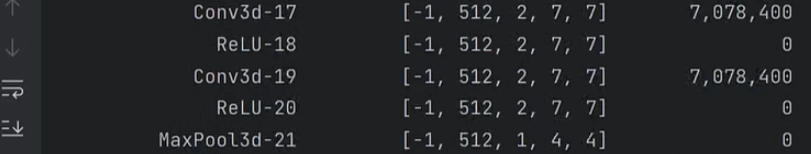 Conv3d-17 [-1, 512, 2, 7, 7] 7,078,400
ReLU-18 [-1, 512, 2, 7, 7] 0
Conv3d-19 [-1, 512, 2, 7, 7] 7,078,400
ReLU-20 [-1, 512, 2, 7, 7] 0
MaxPool3d-21 [-1, 512, 1, 4, 4] 0